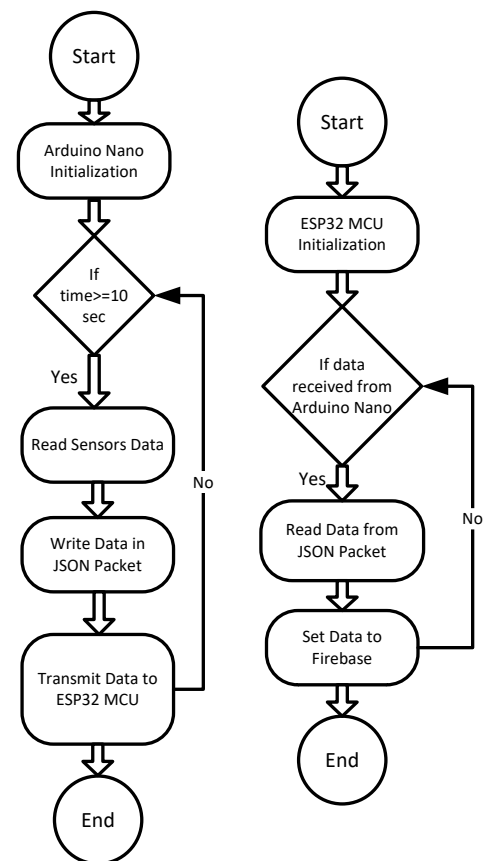 Start
Arduino Nano
Initialization
If
time>=10
sec
Yes
Read Sensors Data
No
Write Data in
JSON Packet
Transmit Data to
ESP32 MCU
End
Start
ESP32 MCU
Initialization
If data
received from
Arduino Nano
Yes
Read Data from
JSON Packet
No
Set Data to
Firebase
End